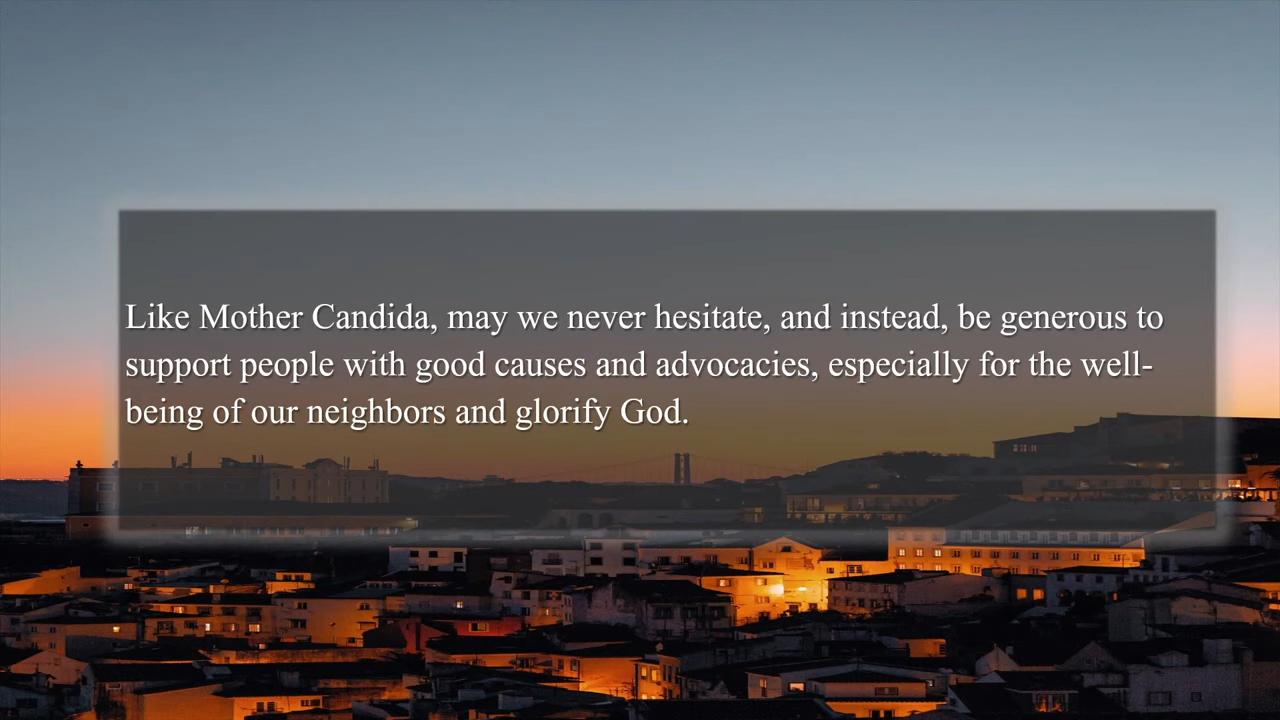 Like Mother Candida, may we never hesitate, and instead, be generous to
support people with good causes and advocacies, especially for the well-
being of our neighbors and glorify God.